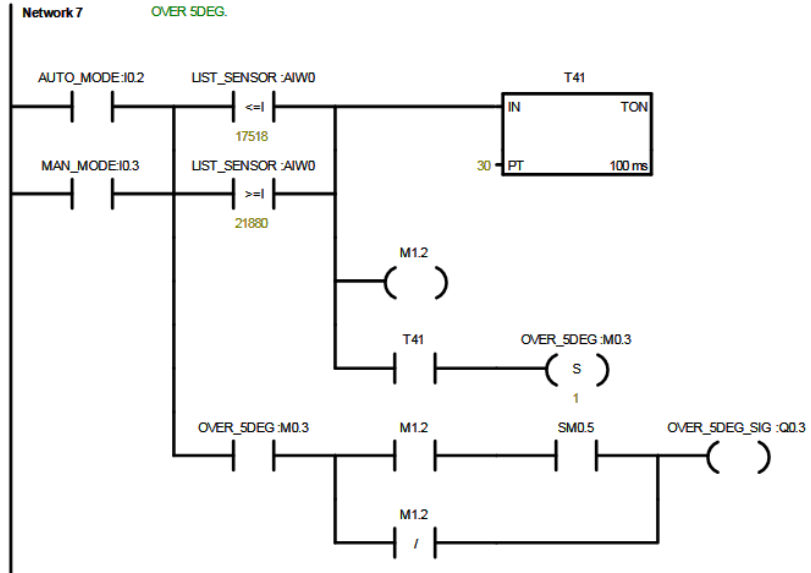 Network 7 OVER 5DEG.
AUTO_MODE:I0.2 LIST_SENSOR :AIW0 T41
<=I IN TON
17518
MAN_MODE:I0.3 LIST_SENSOR :AIW0 30 PT 100 ms
>=I
21880
M1.2
T41 OVER_5DEG :M0.3
S
1
OVER_5DEG :M0.3 M1.2 SM0.5 OVER_5DEG_SIG :Q0.3
M1.2
/